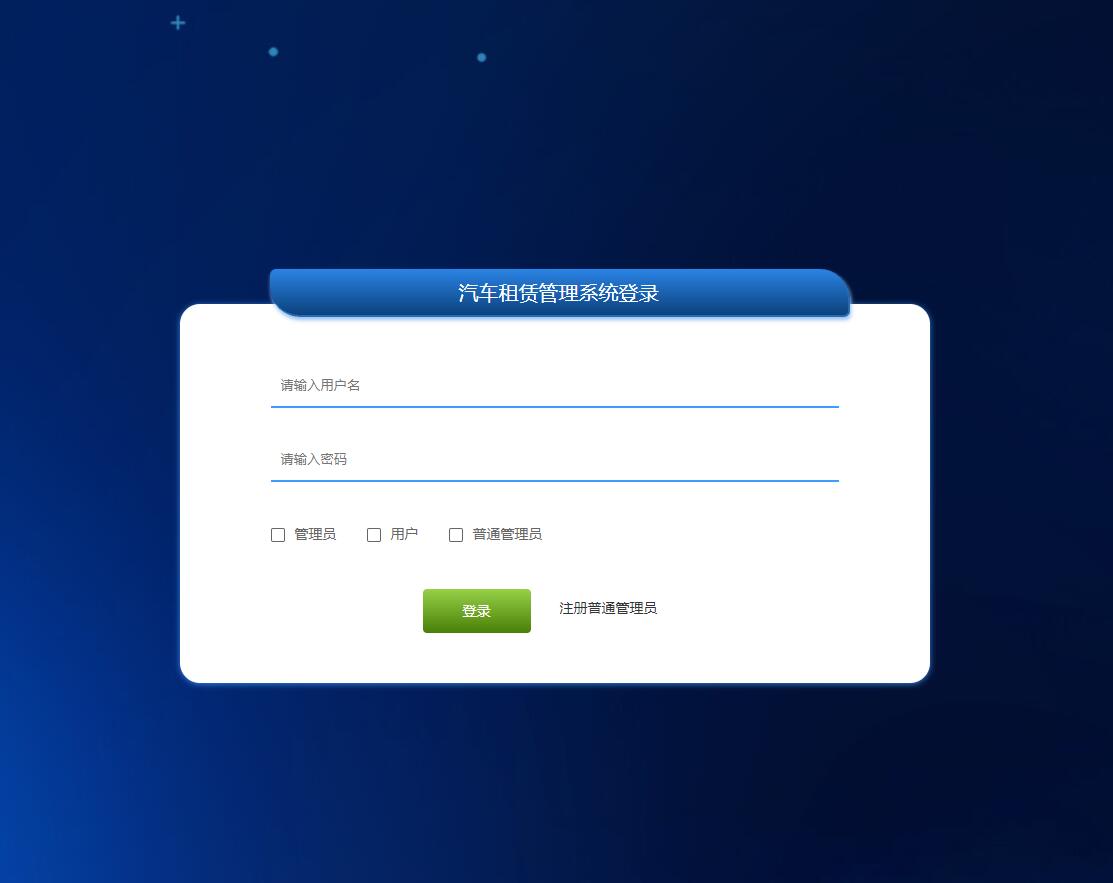 汽车租赁管理系统登录
请输入用户名
请输入密码
管理员 用户 普通管理员
登录 注册普通管理员